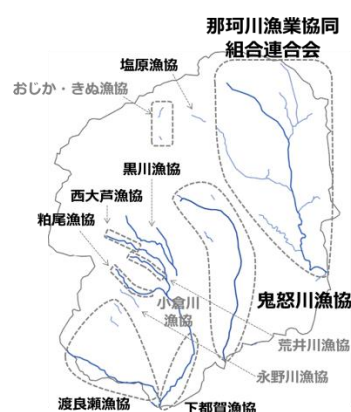 那珂川漁業協同
組合連合会
塩原漁協
おじか・きぬ漁協
黒川漁協
西大芦漁協
粕尾漁協
小倉川
漁協
鬼怒川漁協
荒井川漁協
永野川漁協
渡良瀬漁協
下都賀漁協